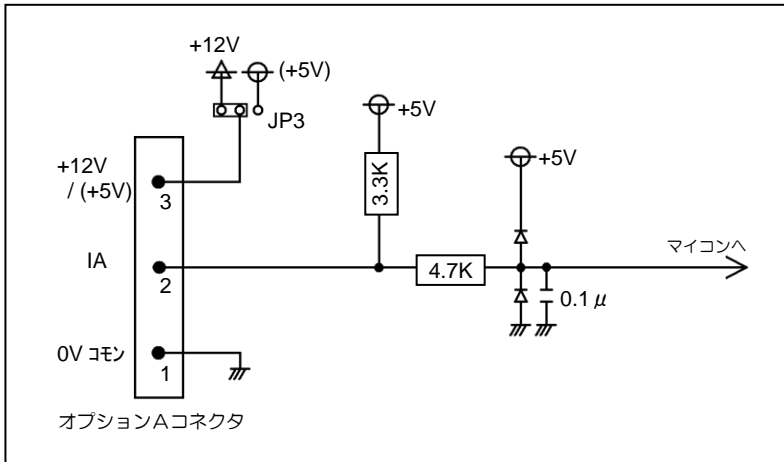 +12V
(+5V)
JP3
+5V
+12V
/ (+5V)
3
3.3K
+5V
IA
2
4.7K
マイコンへ
0.1μ
0V コモン
1
オプションAコネクタ